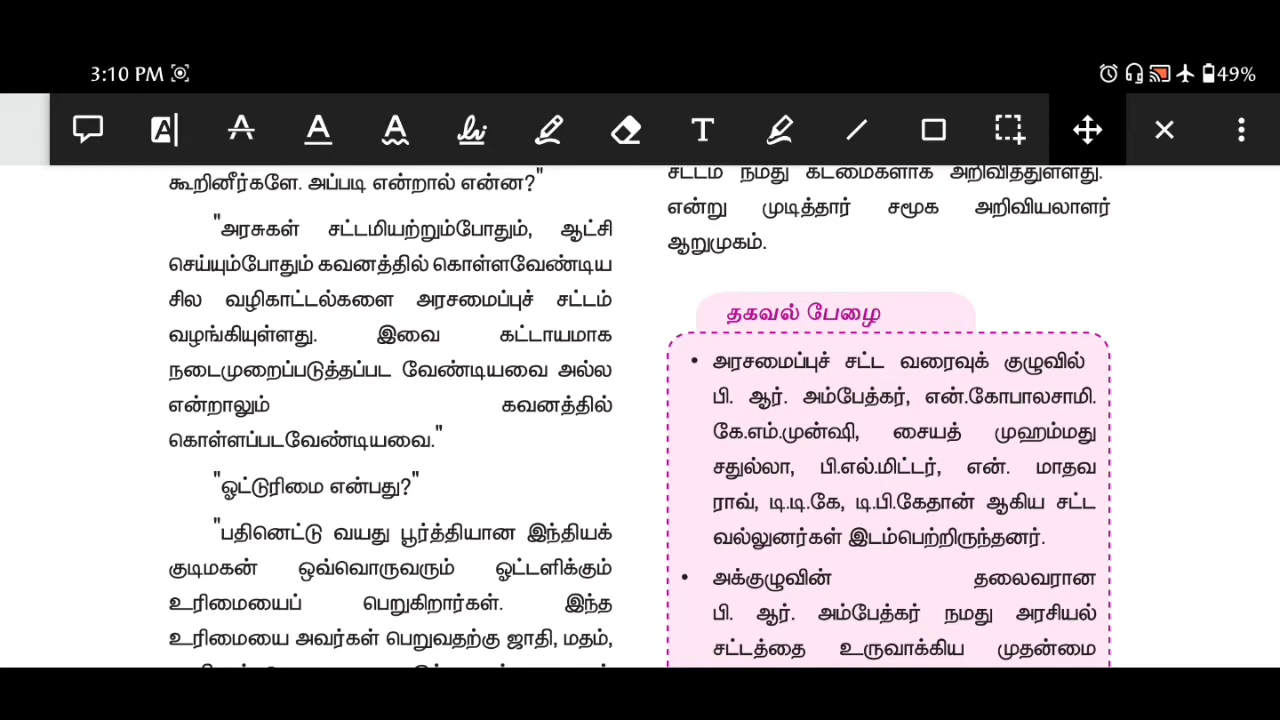 3:10 PM
49%
கூறினீர்களே. அப்படி என்றால் என்ன?"
"அரசுகள் சட்டமியற்றும்போதும், ஆட்சி
செய்யும்போதும் கவனத்தில் கொள்ளவேண்டிய
சில வழிகாட்டல்களை அரசமைப்புச் சட்டம்
வழங்கியுள்ளது. இவை கட்டாயமாக
நடைமுறைப்படுத்தப்பட வேண்டியவை அல்ல
என்றாலும் கவனத்தில்
கொள்ளப்படவேண்டியவை."
"ஓட்டுரிமை என்பது?"
"பதினெட்டு வயது பூர்த்தியான இந்தியக்
குடிமகன் ஒவ்வொருவரும் ஓட்டளிக்கும்
உரிமையைப் பெறுகிறார்கள். இந்த
உரிமையை அவர்கள் பெறுவதற்கு ஜாதி, மதம்,
சட்டம் நமது கடமைகளாக அறிவித்துள்ளது.
என்று முடித்தார் சமூக அறிவியலாளர்
ஆறுமுகம்.
தகவல் பேழை
• அரசமைப்புச் சட்ட வரைவுக் குழுவில்
பி. ஆர். அம்பேத்கர், என்.கோபாலசாமி.
கே.எம்.முன்ஷி, சையத் முஹம்மது
சதுல்லா, பி.எல்.மிட்டர், என். மாதவ
ராவ், டி.டி.கே, டி.பி.கேதான் ஆகிய சட்ட
வல்லுனர்கள் இடம்பெற்றிருந்தனர்.
• அக்குழுவின் தலைவரான
பி. ஆர். அம்பேத்கர் நமது அரசியல்
சட்டத்தை உருவாக்கிய முதன்மை